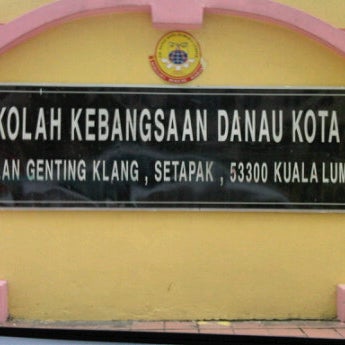 KOLAH KEBANGSAAN DANAU KOTA
AN GENTING KLANG , SETAPAK , 53300 KUALA LUM